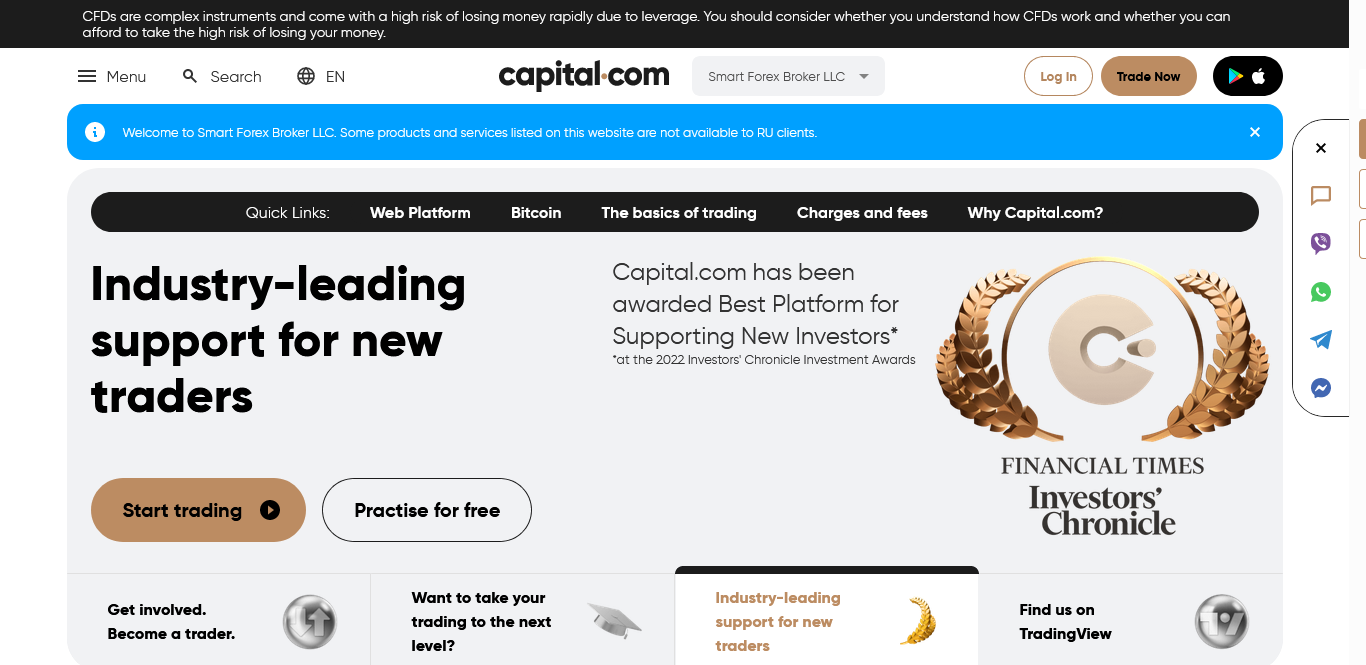 CFDs are complex instruments and come with a high risk of losing money rapidly due to leverage. You should consider whether you understand how CFDs work and whether you can
afford to take the high risk of losing your money.
Menu
Search
EN
capital.com
Smart Forex Broker LLC
Log In
Trade Now
Welcome to Smart Forex Broker LLC. Some products and services listed on this website are not available to RU clients.
Quick Links:
Web Platform
Bitcoin
The basics of trading
Charges and fees
Why Capital.com?
Industry-leading
support for new
traders
Capital.com has been
awarded Best Platform for
Supporting New Investors*
*at the 2022 Investors' Chronicle Investment Awards
FINANCIAL TIMES
Investors’
Chronicle
Start trading
Practise for free
Get involved.
Become a trader.
Want to take your
trading to the next
level?
Industry-leading
support for new
traders
Find us on
TradingView